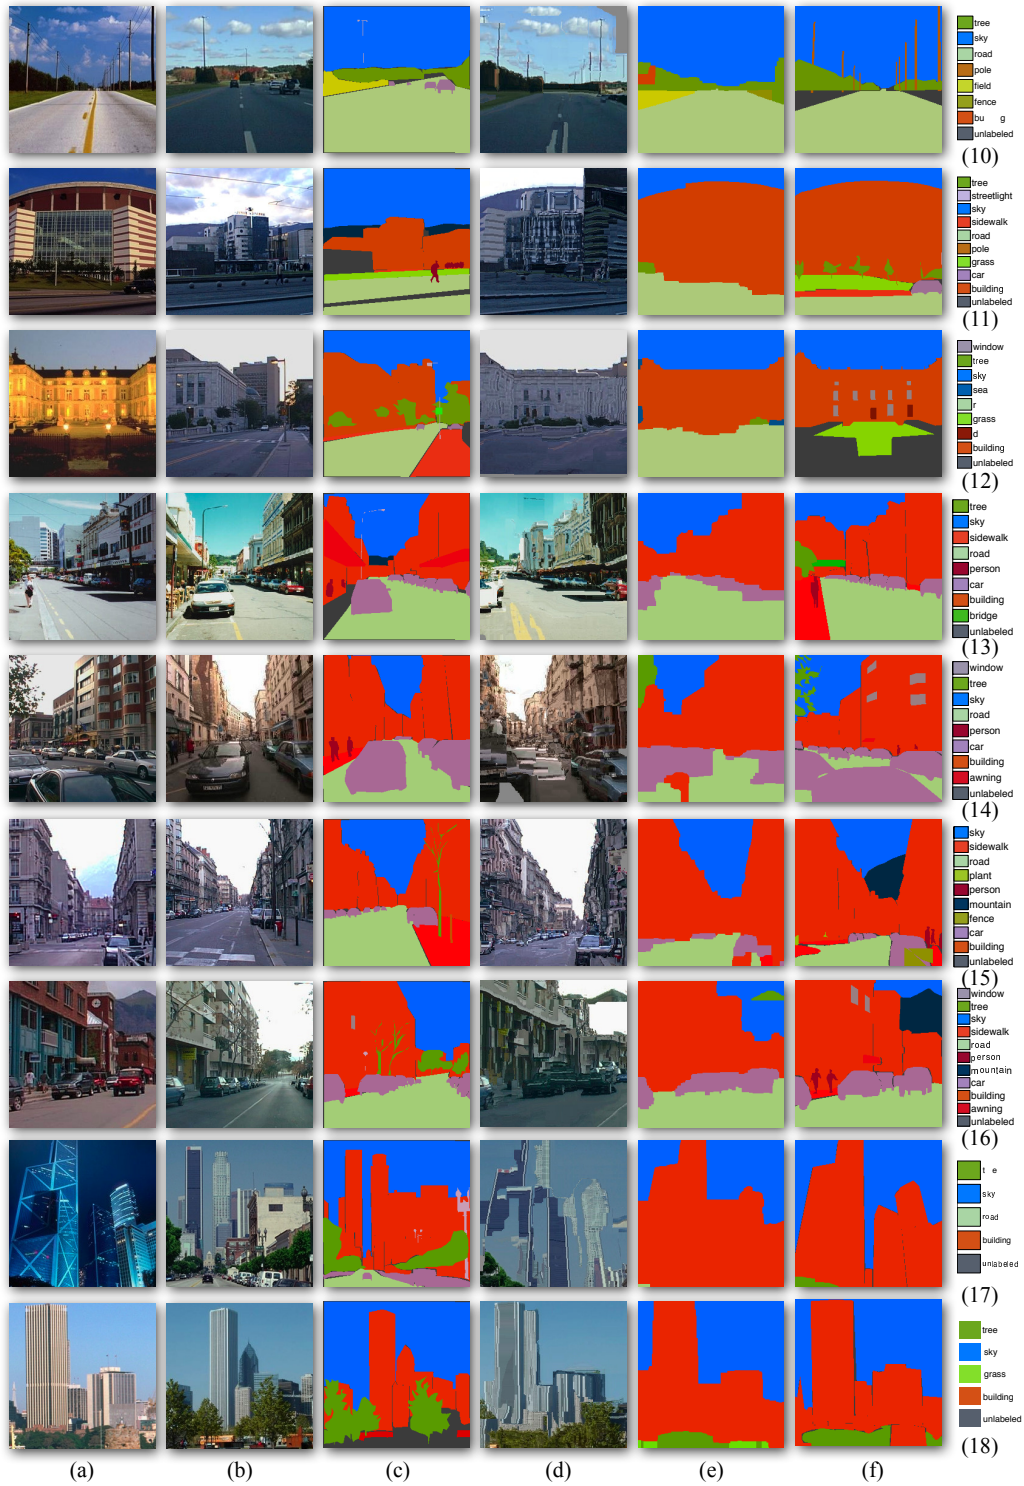 tree
sky
road
pole
field
fence
bu g
unlabeled
(10)
tree
streetlight
sky
sidewalk
road
pole
grass
car
building
unlabeled
(11)
window
tree
sky
sea
r
grass
d
building
unlabeled
(12)
tree
sky
sidewalk
road
person
car
building
bridge
unlabeled
(13)
window
tree
sky
road
person
car
building
awning
unlabeled
(14)
sky
sidewalk
road
plant
person
mountain
fence
car
building
unlabeled
(15)
window
tree
sky
sidewalk
road
person
mountain
car
building
awning
unlabeled
(16)
t e
sky
road
building
unlabeled
(17)
tree
sky
grass
building
unlabeled
(18)
(a) (b) (c) (d) (e) (f)